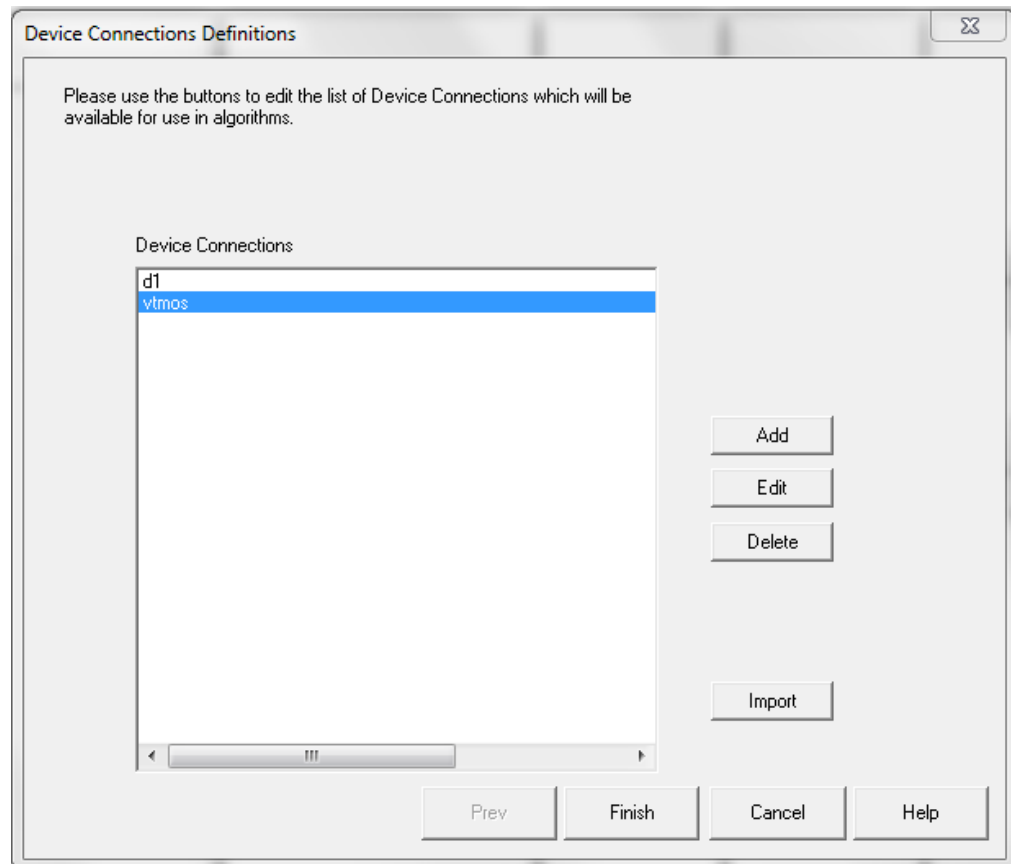 Device Connections Definitions
Please use the buttons to edit the list of Device Connections which will be
available for use in algorithms.
Device Connections
d1
vtmos
Add
Edit
Delete
Import
Prev
Finish
Cancel
Help